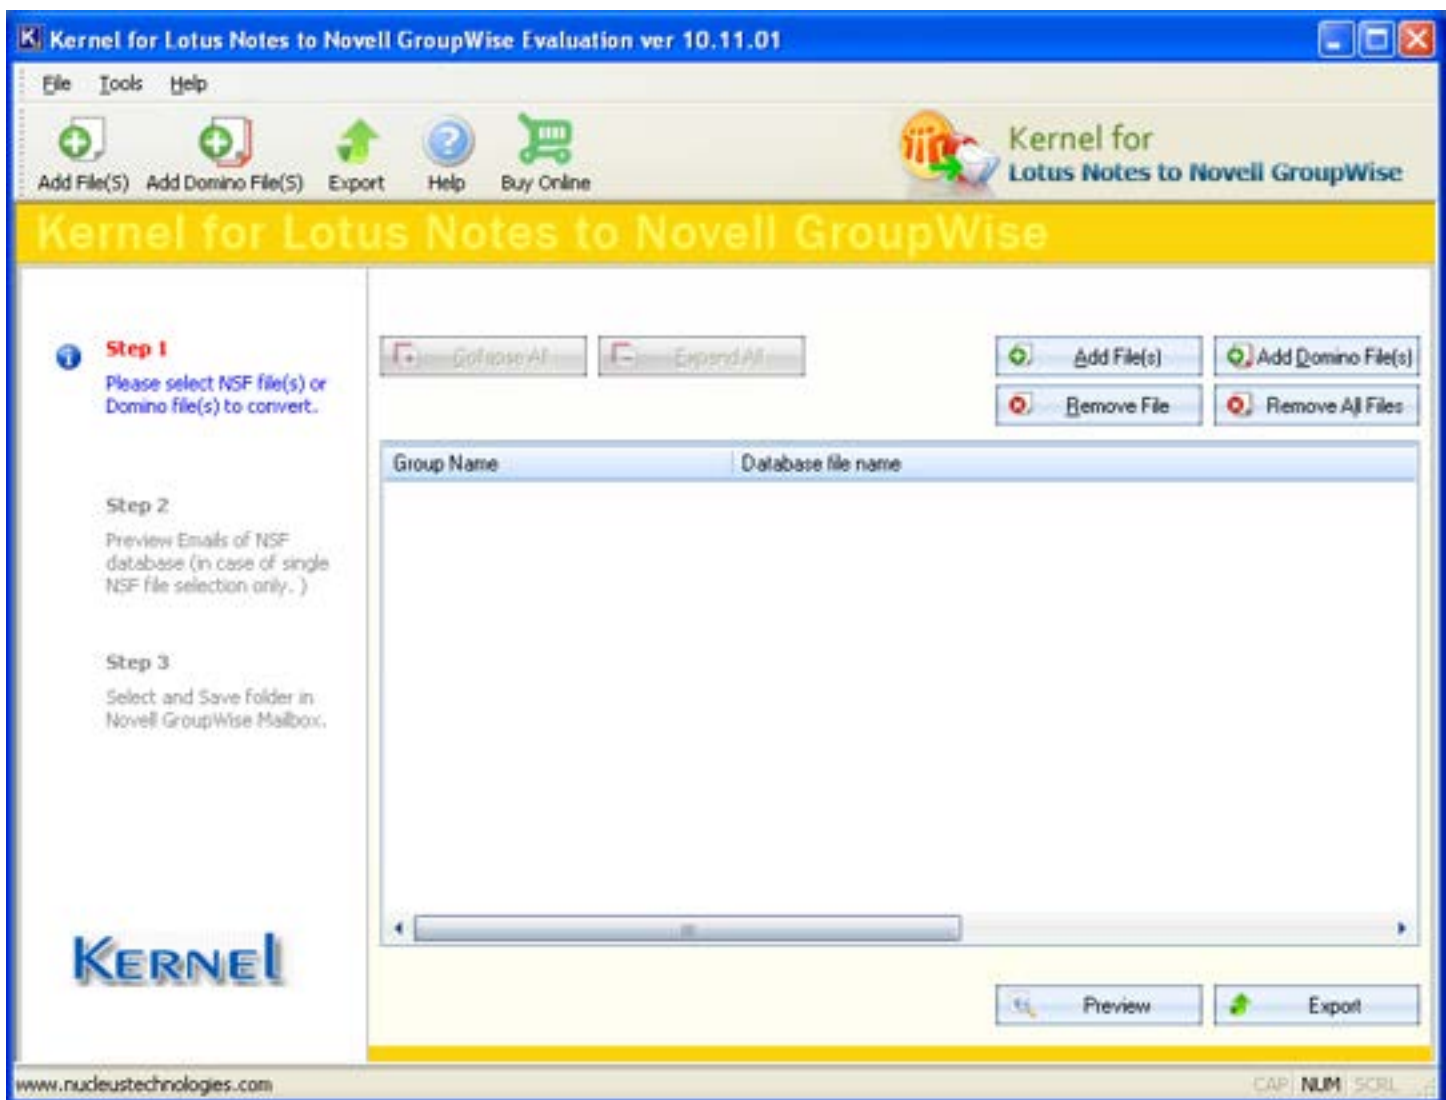 Kernel for Lotus Notes to Novell GroupWise Evaluation ver 10.11.01
File Tools Help
Add File(S) Add Domino File(S) Export Help Buy Online
Kernel for
Lotus Notes to Novell GroupWise
Kernel for Lotus Notes to Novell GroupWise
Step 1
Please select NSF file(s) or
Domino file(s) to convert.
Step 2
Preview Emails of NSF
database (in case of single
NSF file selection only. )
Step 3
Select and Save folder in
Novell GroupWise Mailbox.
KERNEL
Collapse All Expand All Add File(s) Add Domino File(s)
Remove File Remove All Files
Group Name Database file name
Preview Export
www.nucleustechnologies.com CAP NUM SCRL